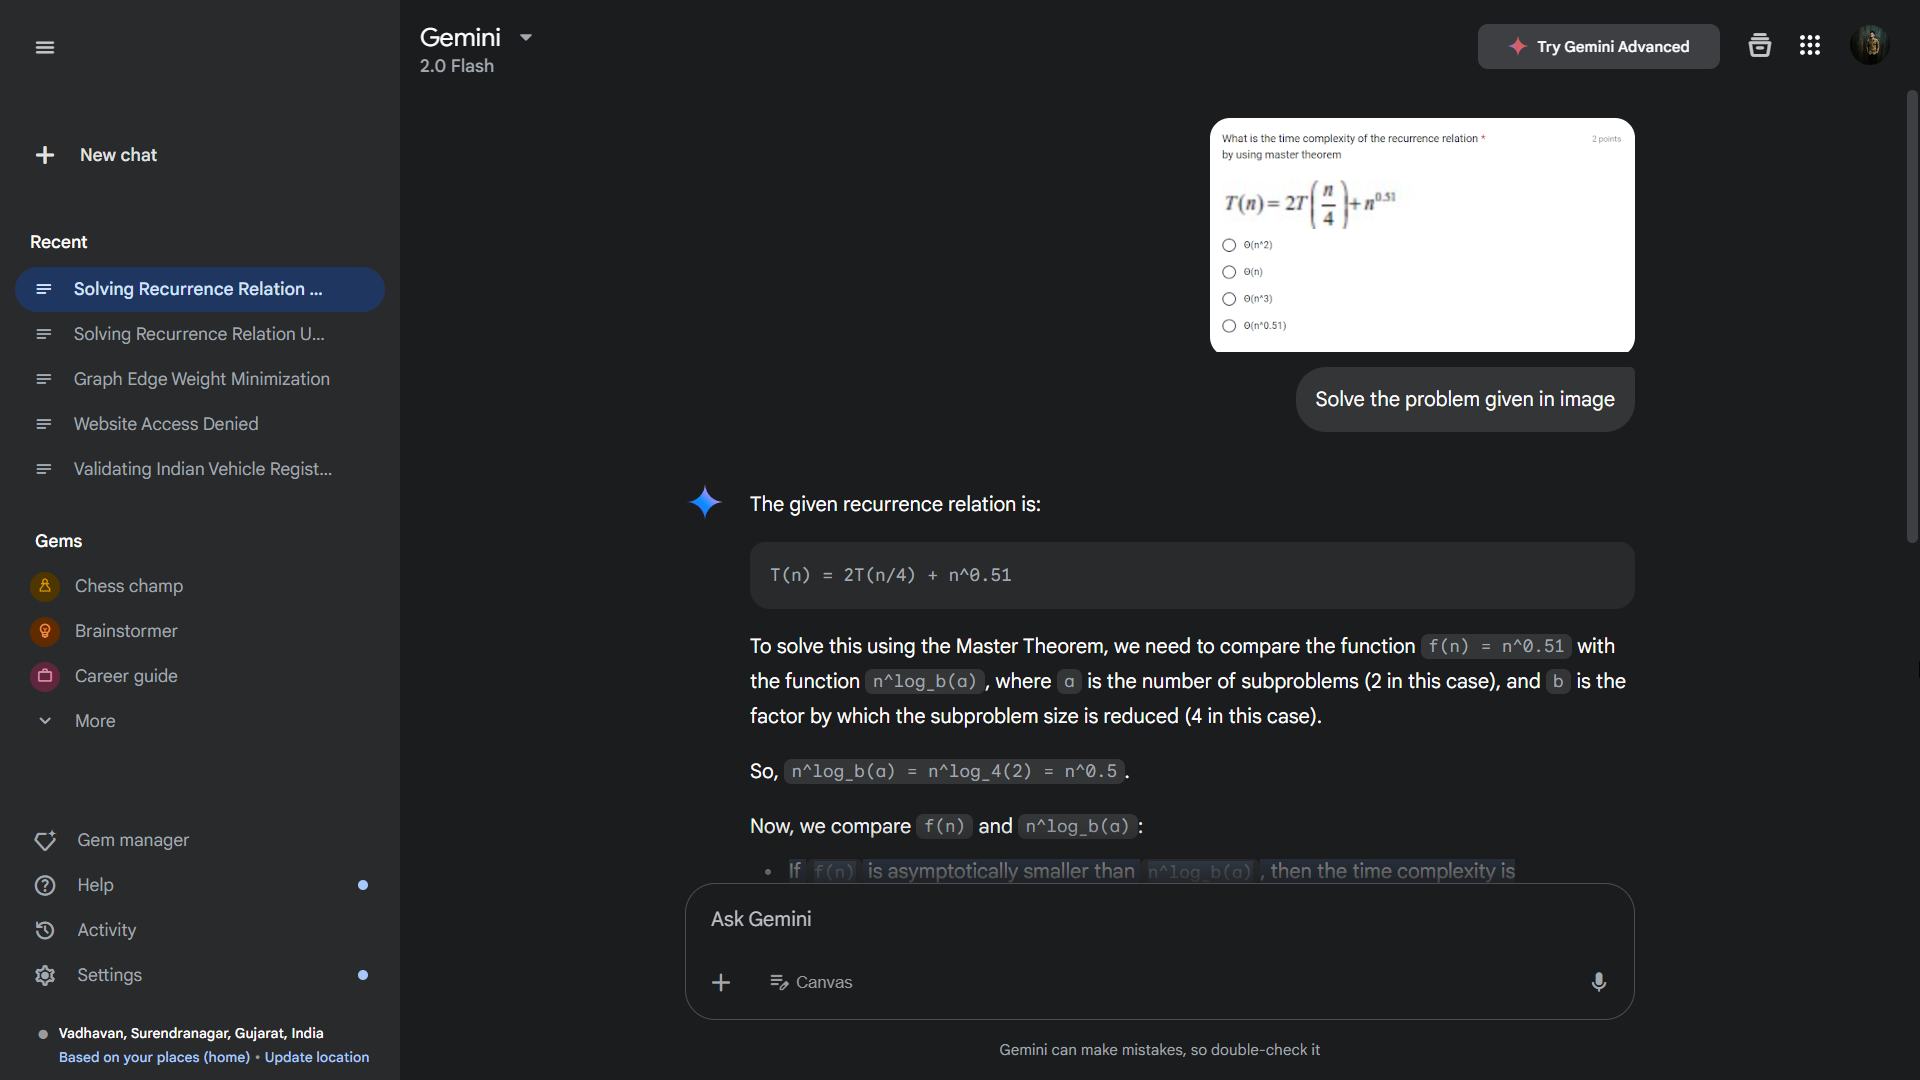 Gemini
2.0 Flash
Try Gemini Advanced
New chat
Recent
Solving Recurrence Relation ...
Solving Recurrence Relation U...
Graph Edge Weight Minimization
Website Access Denied
Validating Indian Vehicle Regist...
Gems
Chess champ
Brainstormer
Career guide
More
Gem manager
Help
Activity
Settings
Vadhavan, Surendranagar, Gujarat, India
Based on your places (home) • Update location
What is the time complexity of the recurrence relation *
2 points
by using master theorem
T(n) = 2T(n/4) + n^0.51
Θ(n^2)
Θ(n)
Θ(n^3)
Θ(n^0.51)
Solve the problem given in image
The given recurrence relation is:
T(n) = 2T(n/4) + n^0.51
To solve this using the Master Theorem, we need to compare the function f(n) = n^0.51 with
the function n^log_b(a), where a is the number of subproblems (2 in this case), and b is the
factor by which the subproblem size is reduced (4 in this case).
So, n^log_b(a) = n^log_4(2) = n^0.5.
Now, we compare f(n) and n^log_b(a):
• If f(n) is asymptotically smaller than n^log_b(a), then the time complexity is
Ask Gemini
Canvas
Gemini can make mistakes, so double-check it